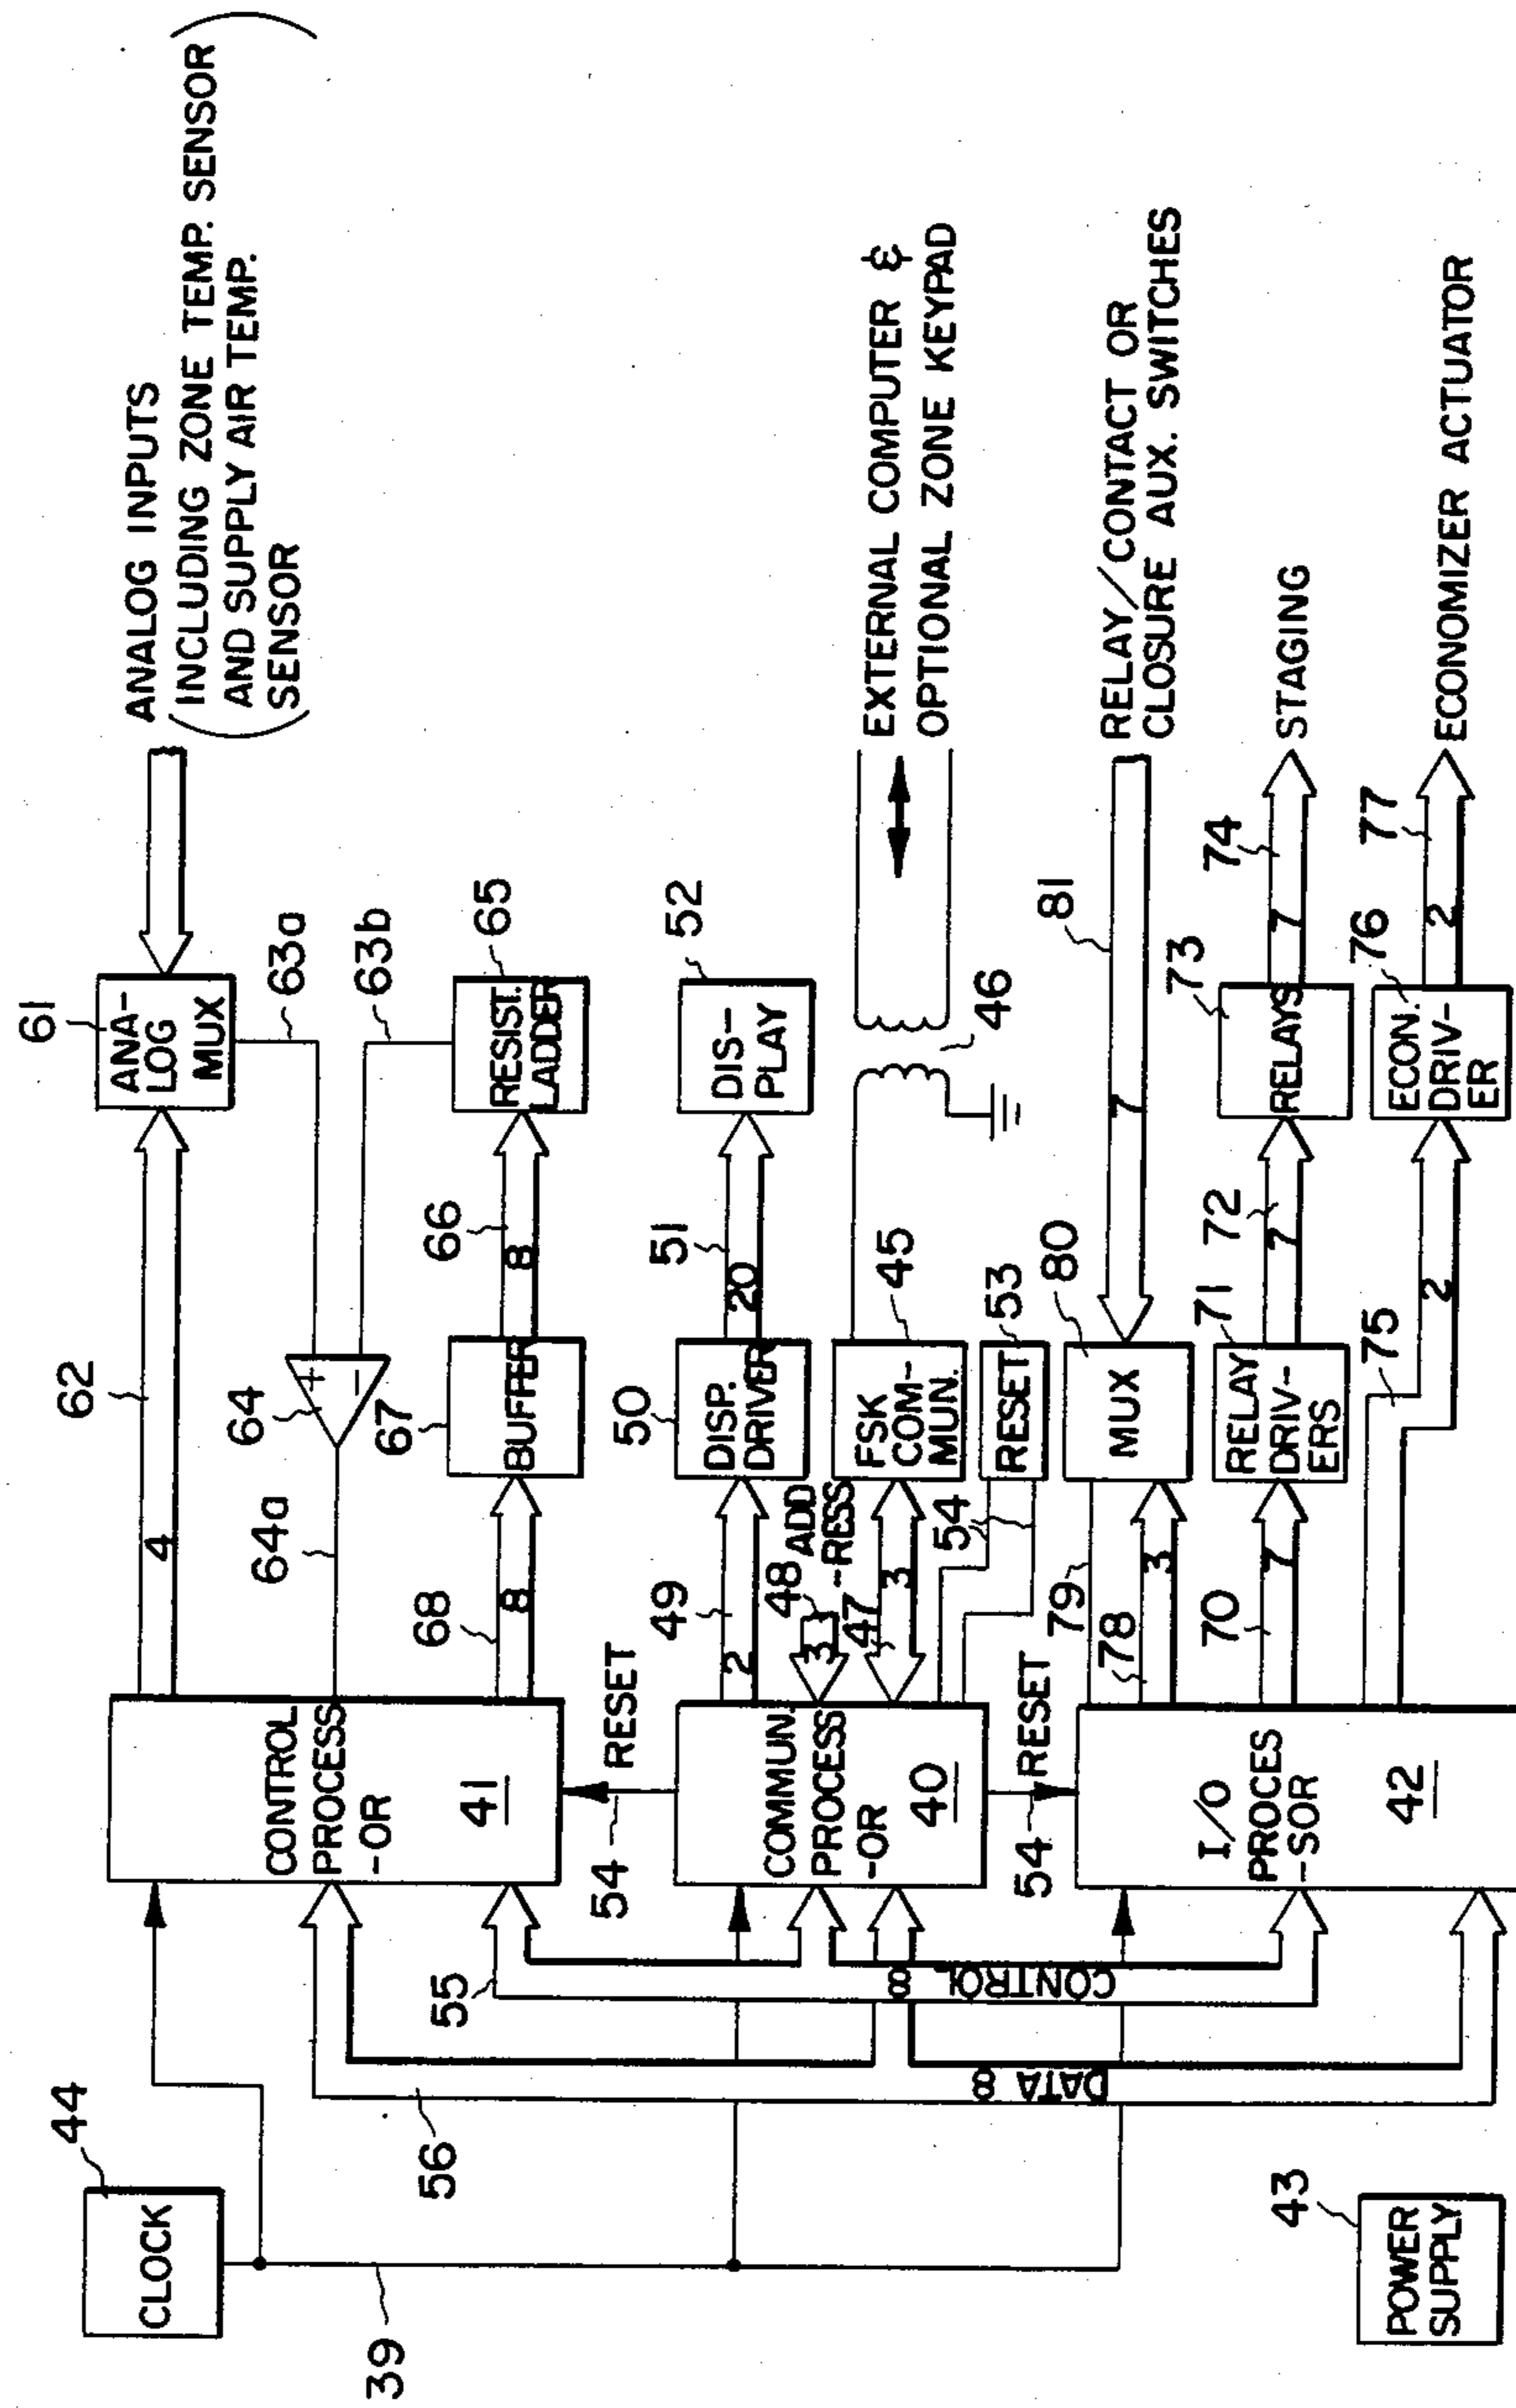 44
CLOCK
39
43
POWER
SUPPLY
56
55
DATA 8
CONTROL 8
CONTROL
PROCESS
-OR
41
54
RESET
COMMUN.
PROCESS
-OR
40
54
RESET
I/O
PROCES
-SOR
42
62
4
64a
64
+
-
68
8
67
BUFFER
66
8
65
RESIST.
LADDER
63a
63b
61
ANA-
LOG
MUX
ANALOG INPUTS
(INCLUDING ZONE TEMP. SENSOR
AND SUPPLY AIR TEMP.
SENSOR)
49
2
50
DISP.
DRIVER
51
20
52
DIS-
PLAY
48
3
ADD
-RESS
47
3
45
FSK
COM-
MUN.
46
EXTERNAL COMPUTER &
OPTIONAL ZONE KEYPAD
54
53
RESET
79
78
3
80
MUX
81
7
RELAY/CONTACT OR
CLOSURE AUX. SWITCHES
70
7
71
RELAY
DRIV-
ERS
72
7
73
RELAYS
74
7
STAGING
75
2
76
ECON.
DRIV-
ER
77
2
ECONOMIZER ACTUATOR